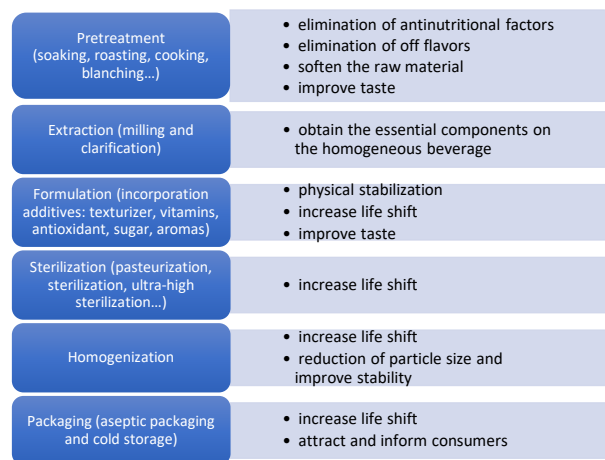 Pretreatment
(soaking, roasting, cooking,
blanching…)
• elimination of antinutritional factors
• elimination of off flavors
• soften the raw material
• improve taste
Extraction (milling and
clarification)
• obtain the essential components on
the homogeneous beverage
Formulation (incorporation
additives: texturizer, vitamins,
antioxidant, sugar, aromas)
• physical stabilization
• increase life shift
• improve taste
Sterilization (pasteurization,
sterilization, ultra-high
sterilization…)
• increase life shift
Homogenization
• increase life shift
• reduction of particle size and
improve stability
Packaging (aseptic packaging
and cold storage)
• increase life shift
• attract and inform consumers